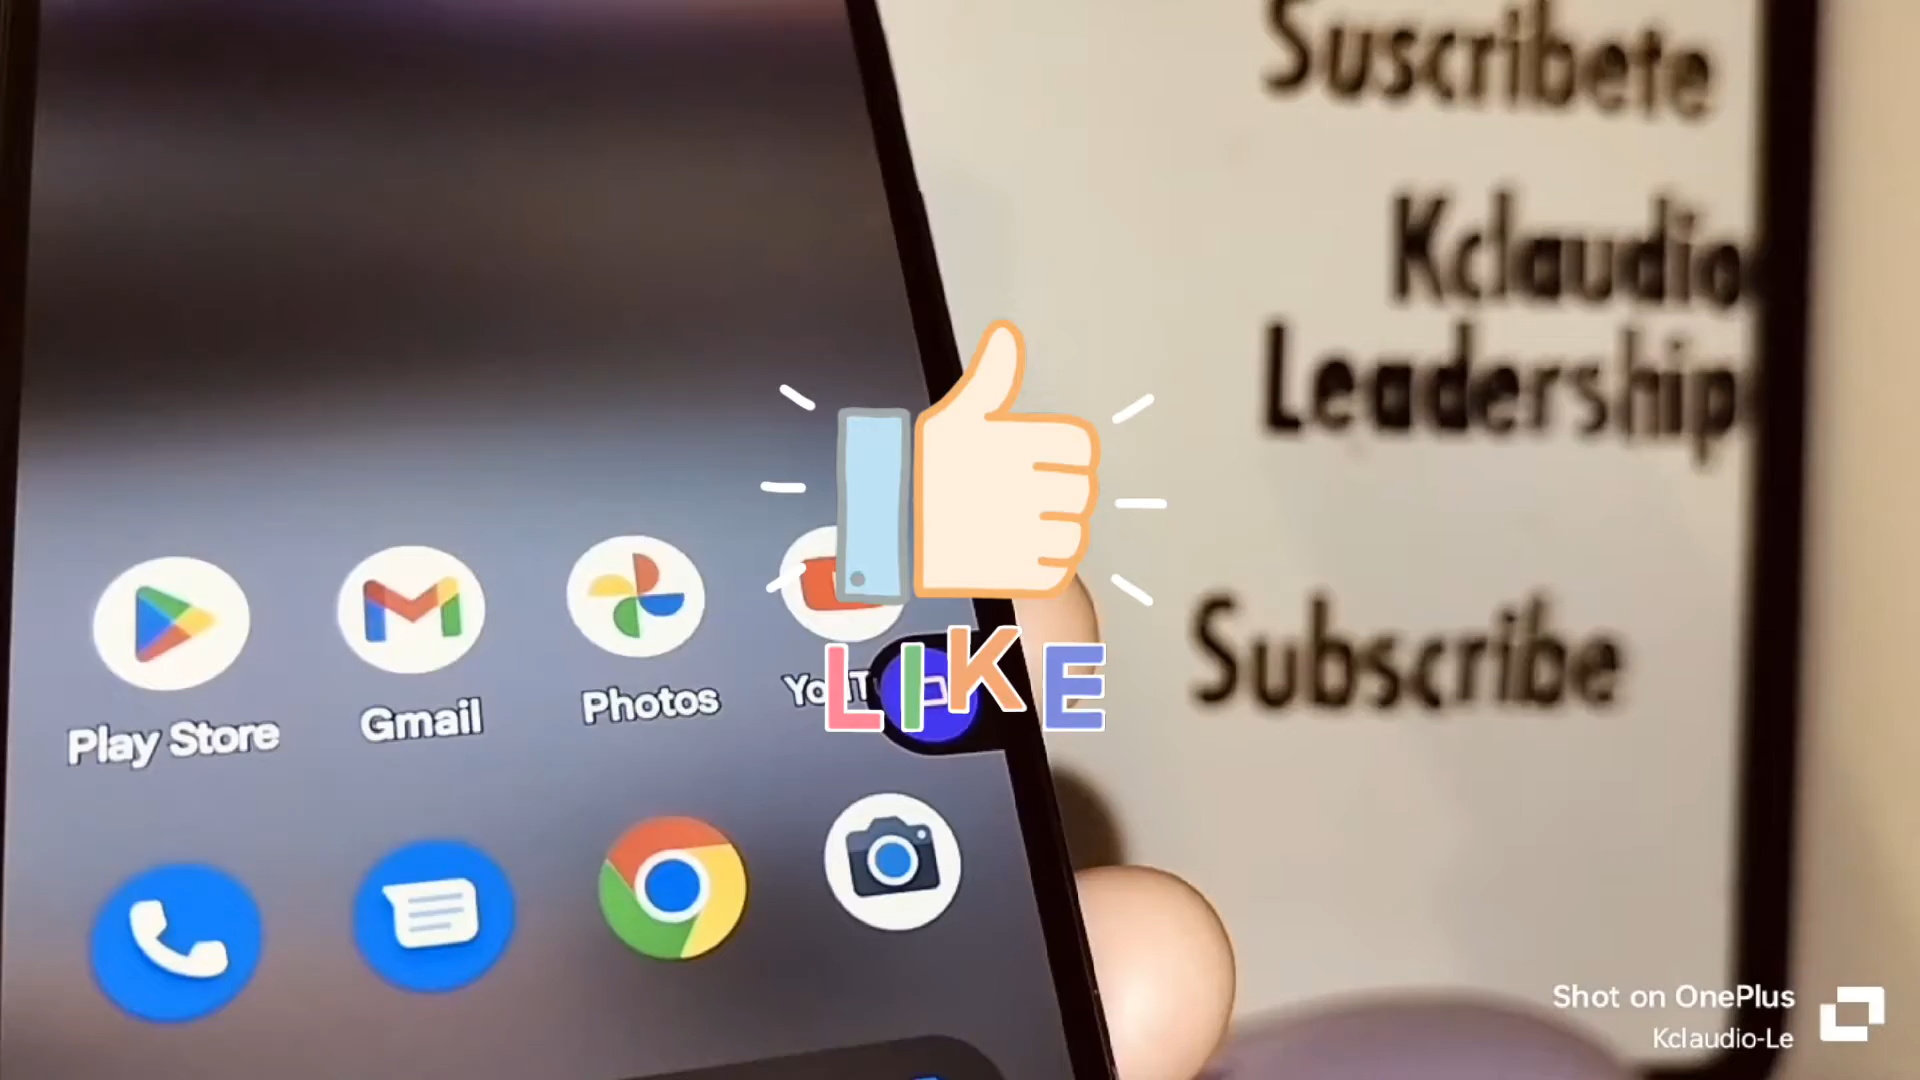 Suscribete
Kclaudio
Leadership
Subscribe
Play Store
Gmail
Photos
LIKE
Shot on OnePlus
Kclaudio-Le